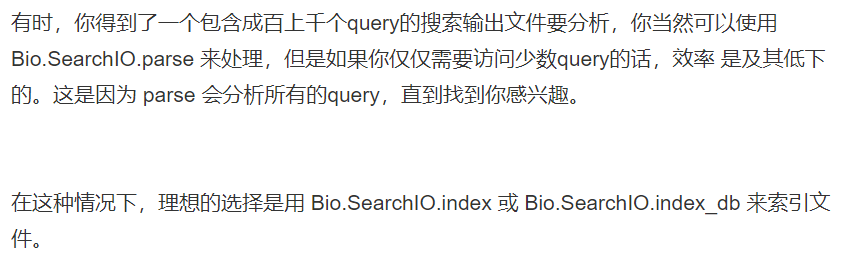 有时，你得到了一个包含成百上千个query的搜索输出文件要分析，你当然可以使用
Bio.SearchIO.parse 来处理，但是如果你仅仅需要访问少数query的话，效率 是及其低下
的。这是因为 parse 会分析所有的query，直到找到你感兴趣。
在这种情况下，理想的选择是用 Bio.SearchIO.index 或 Bio.SearchIO.index_db 来索引文
件。